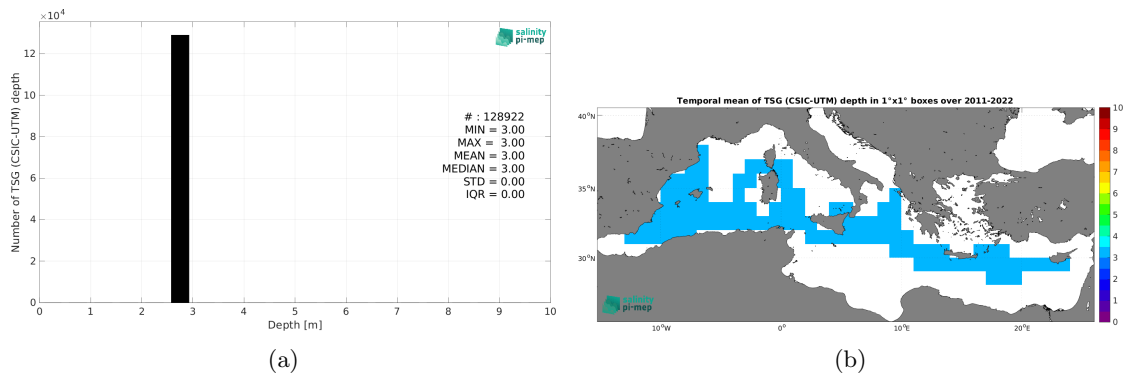 ×10⁴
12
10
8
6
4
2
0
Number of TSG (CSIC-UTM) depth
0 1 2 3 4 5 6 7 8 9 10
Depth [m]
salinity
pi-mep
# : 128922
MIN = 3.00
MAX = 3.00
MEAN = 3.00
MEDIAN = 3.00
STD = 0.00
IQR = 0.00
(a)
Temporal mean of TSG (CSIC-UTM) depth in 1°x1° boxes over 2011-2022
40°N
35°N
30°N
10°W 0° 10°E 20°E
salinity
pi-mep
10
9
8
7
6
5
4
3
2
1
0
(b)